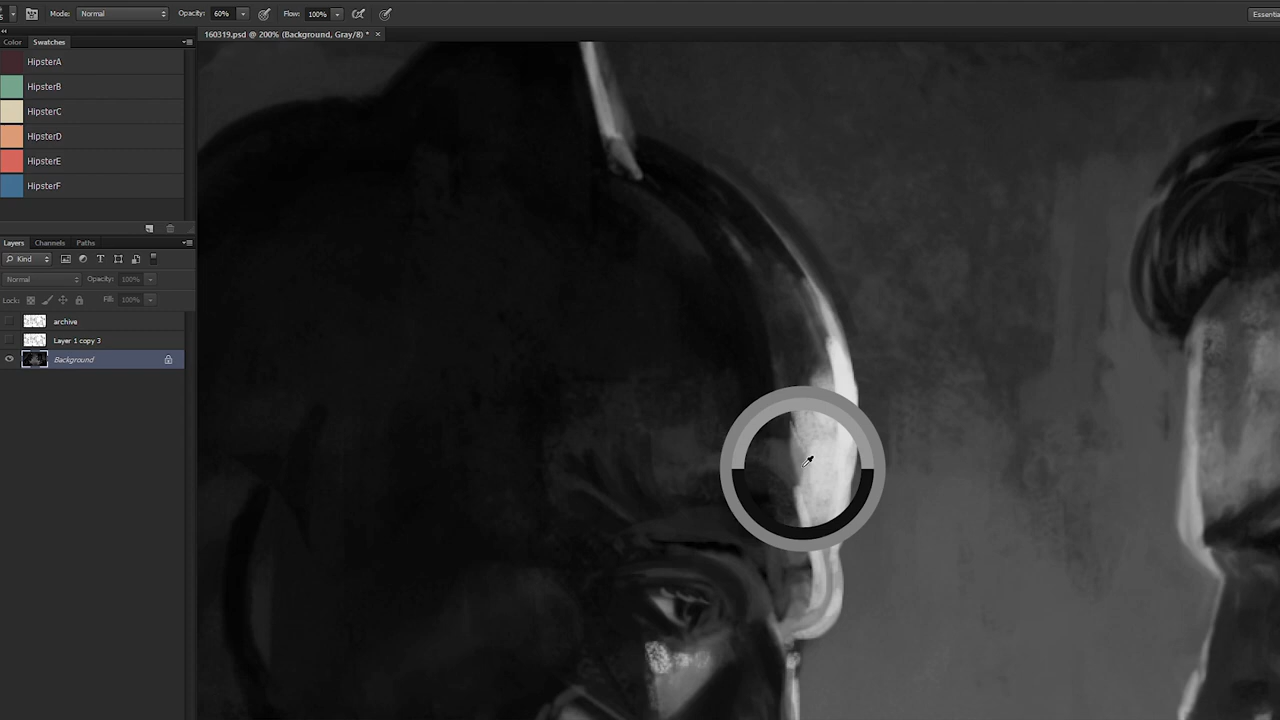 Mode: Normal Opacity: 60% Flow: 100% Essentia
160319.psd @ 200% (Background, Gray/8) * ×
Color Swatches
HipsterA
HipsterB
HipsterC
HipsterD
HipsterE
HipsterF
Layers Channels Paths
Kind
Normal Opacity: 100%
Lock: Fill: 100%
archive
Layer 1 copy 3
Background